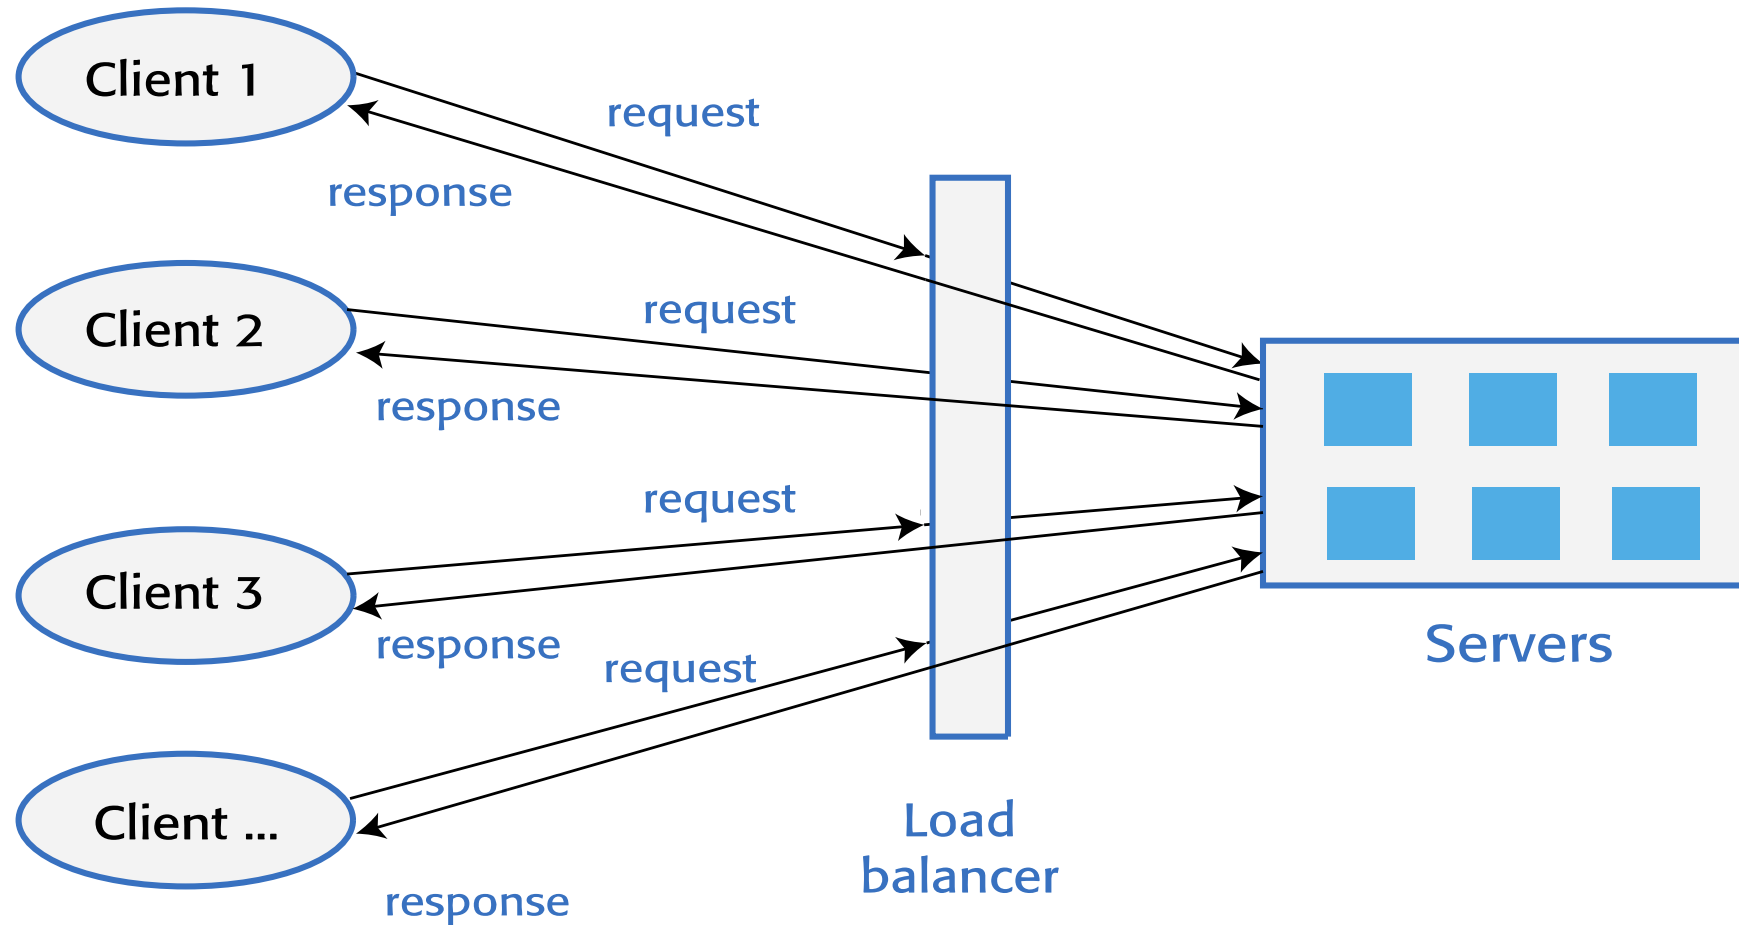 Client 1
request
response
Client 2
request
response
request
Client 3
response
request
Servers
Client ...
Load
balancer
response